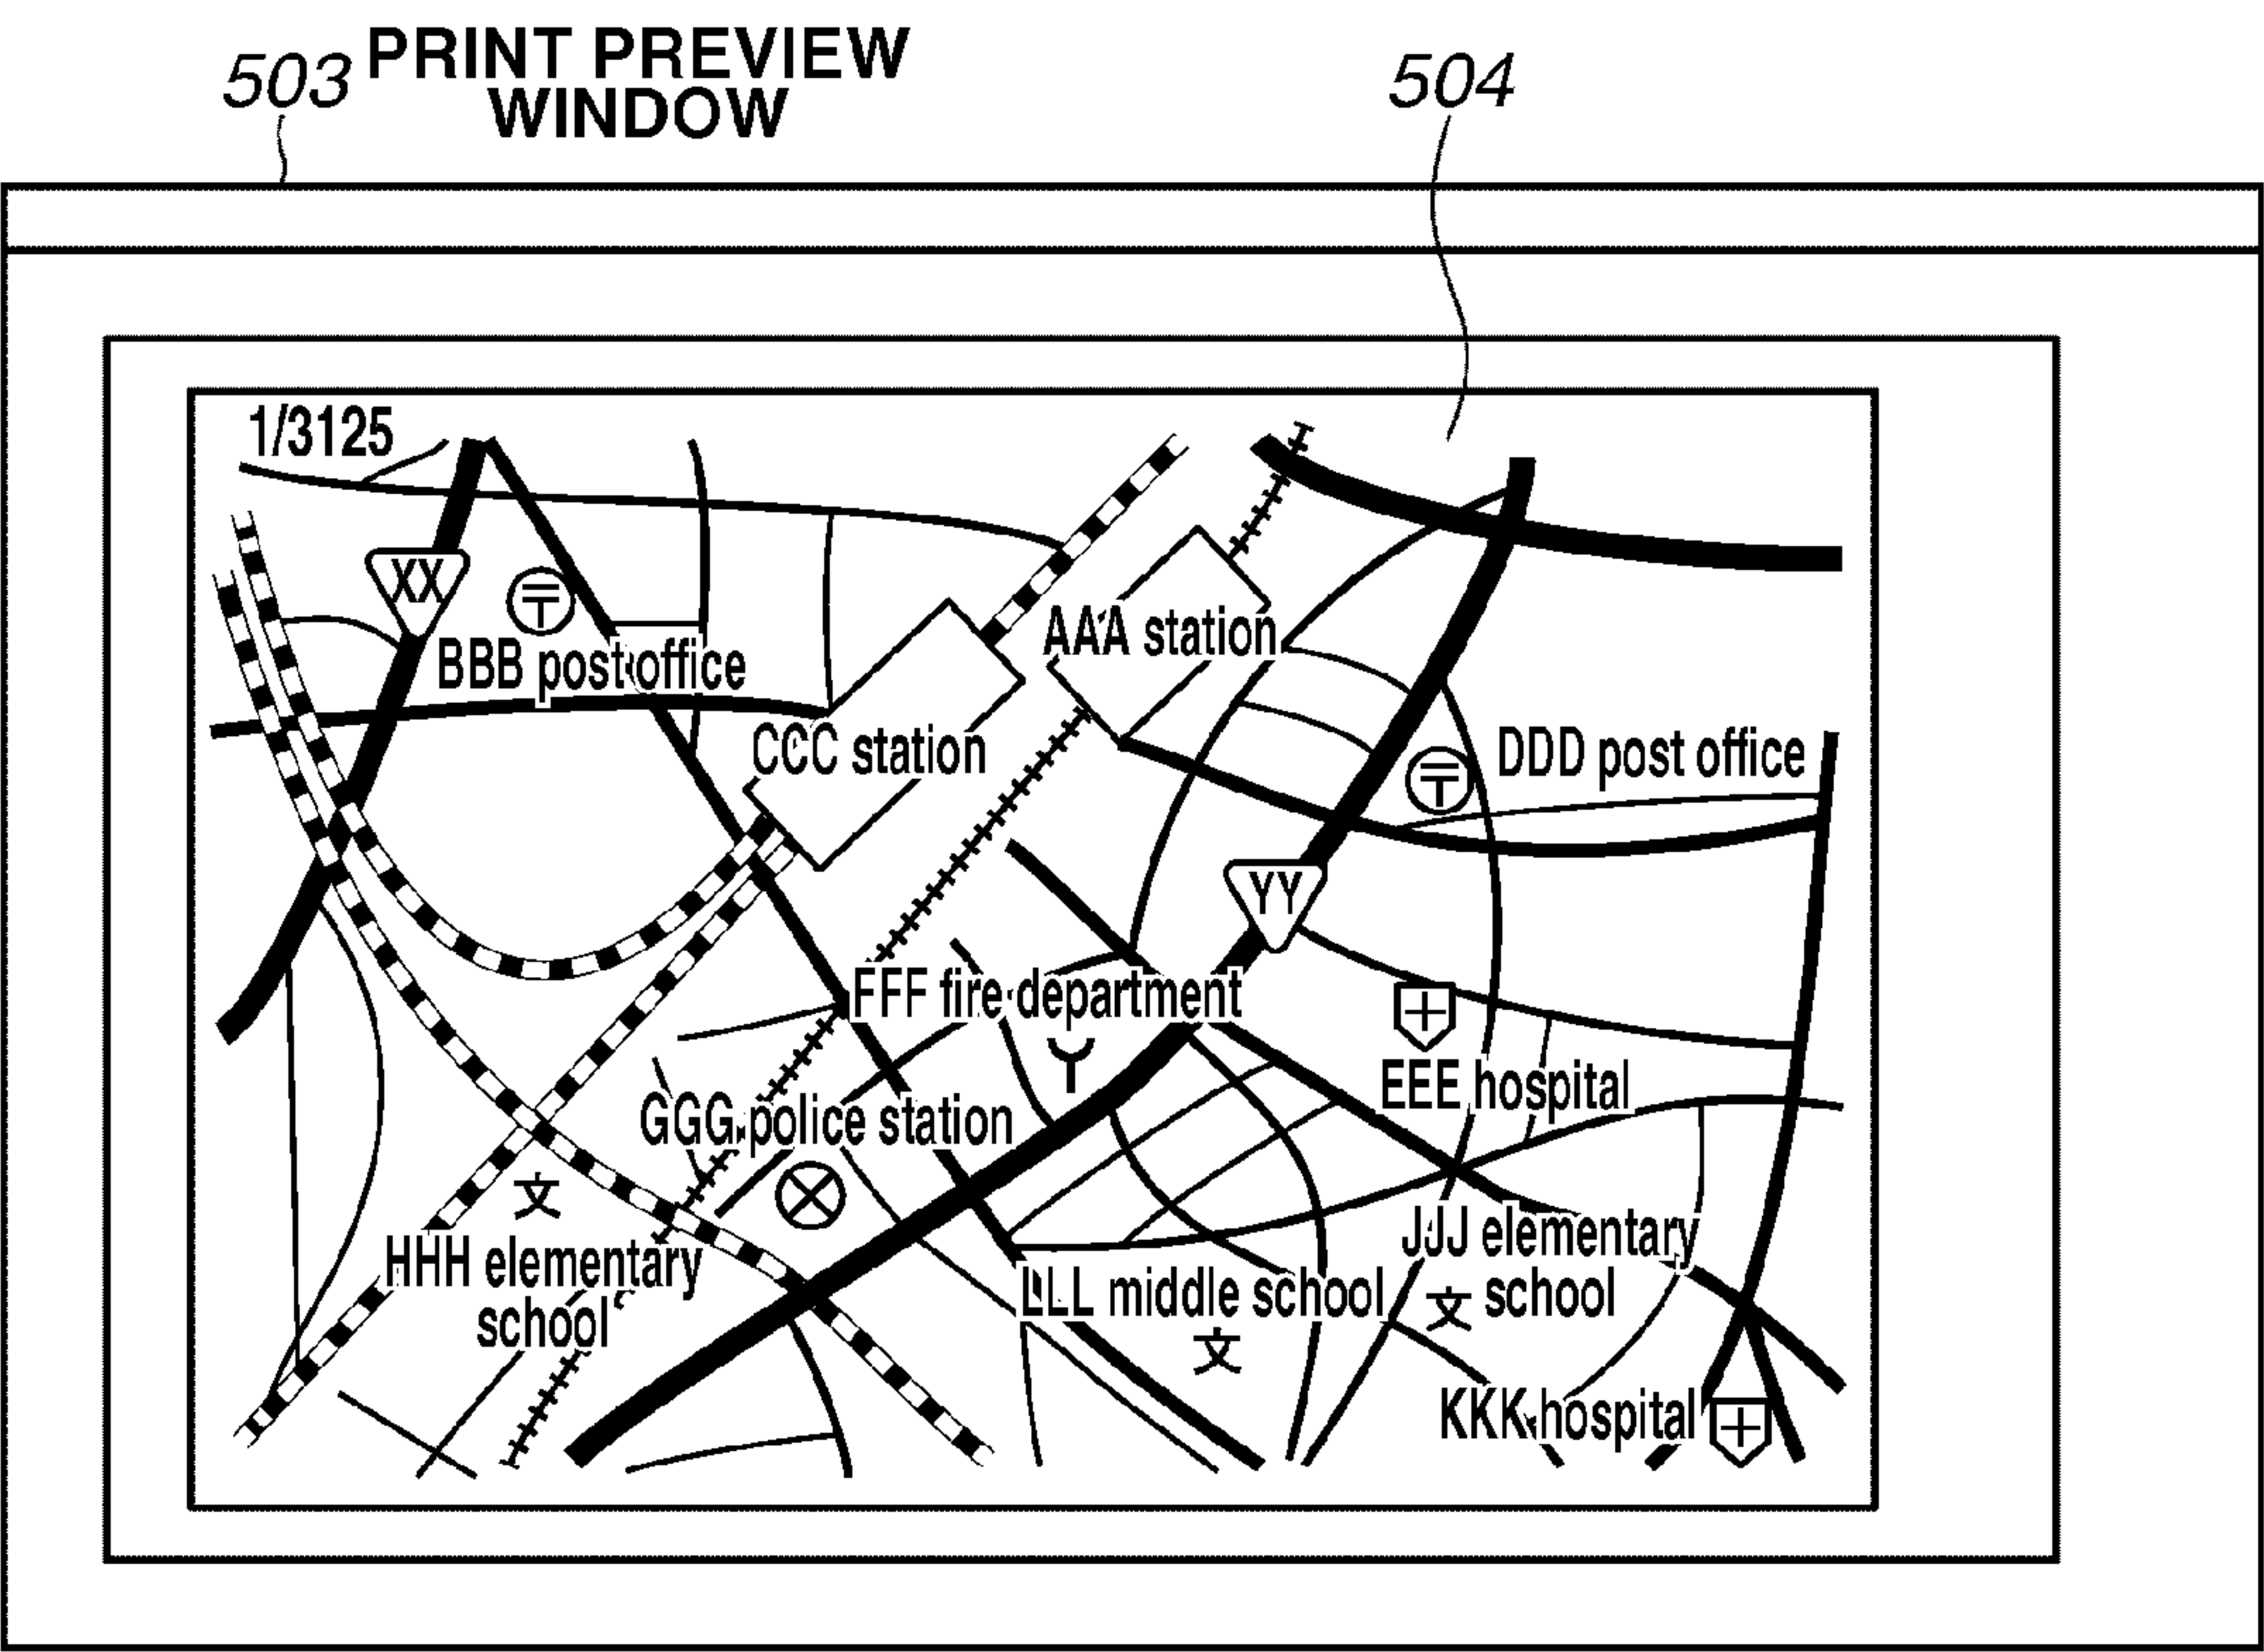 503 PRINT PREVIEW
WINDOW
504
1/3125
XX
BBB post office
AAA station
CCC station
DDD post office
YY
FFF fire department
EEE hospital
GGG police station
文
HHH elementary
school
JJJ elementary
文 school
LLL middle school
文
KKK hospital